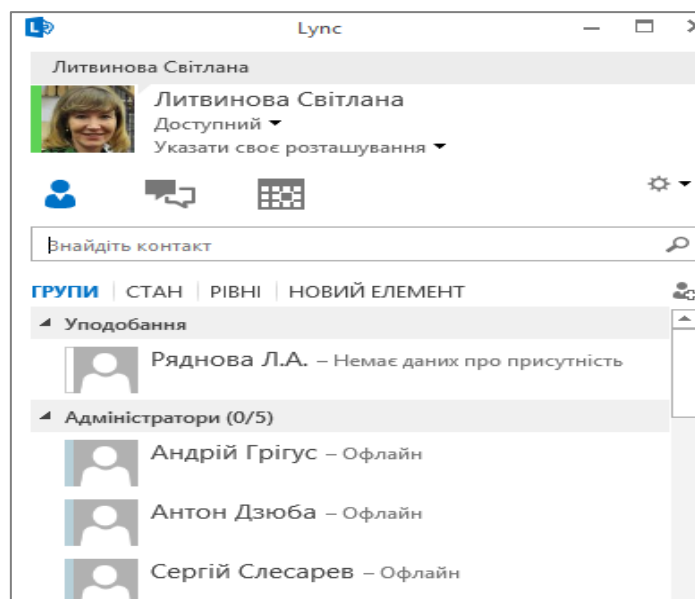 Lync
Литвинова Світлана
Литвинова Світлана
Доступний
Указати своє розташування
Знайдіть контакт
ГРУПИ СТАН РІВНІ НОВИЙ ЕЛЕМЕНТ
Уподобання
Ряднова Л.А. – Немає даних про присутність
Адміністратори (0/5)
Андрій Грігус – Офлайн
Антон Дзюба – Офлайн
Сергій Слесарев – Офлайн